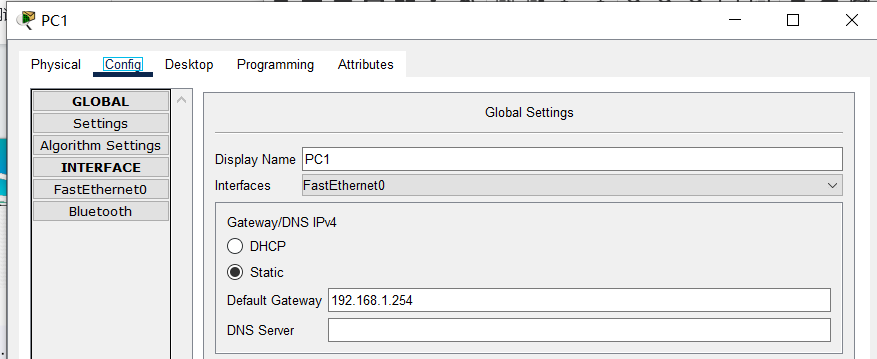 PC1
Physical Config Desktop Programming Attributes
GLOBAL
Settings
Algorithm Settings
INTERFACE
FastEthernet0
Bluetooth
Global Settings
Display Name PC1
Interfaces FastEthernet0
Gateway/DNS IPv4
DHCP
Static
Default Gateway 192.168.1.254
DNS Server